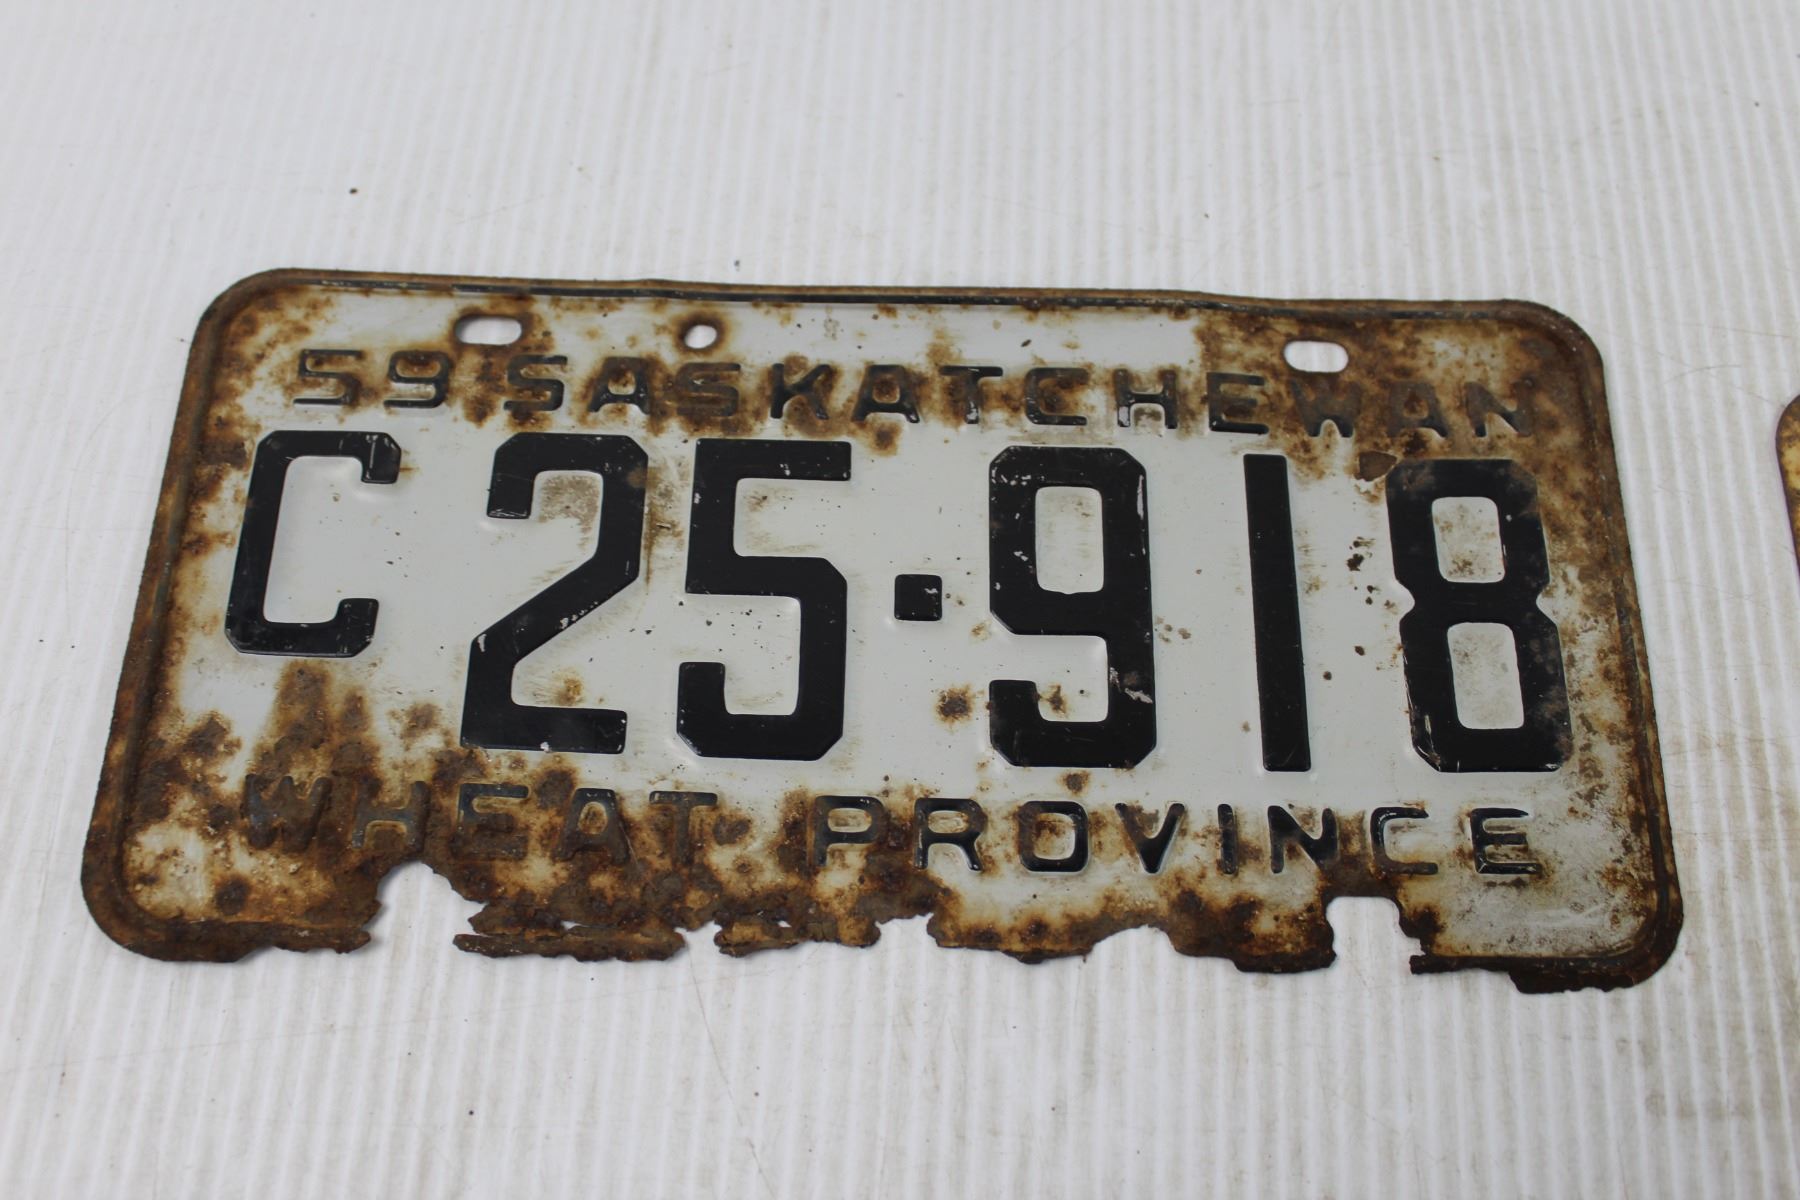 59 SASKATCHEWAN
C25·918
WHEAT PROVINCE